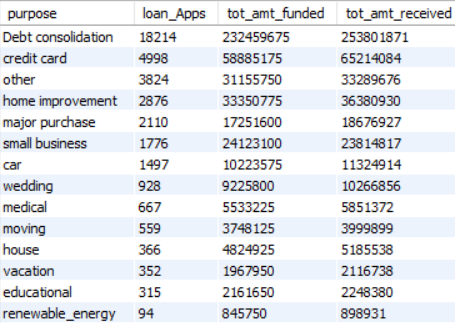 purpose loan_Apps tot_amt_funded tot_amt_received
Debt consolidation 18214 232459675 253801871
credit card 4998 58885175 65214084
other 3824 31155750 33289676
home improvement 2876 33350775 36380930
major purchase 2110 17251600 18676927
small business 1776 24123100 23814817
car 1497 10223575 11324914
wedding 928 9225800 10266856
medical 667 5533225 5851372
moving 559 3748125 3999899
house 366 4824925 5185538
vacation 352 1967950 2116738
educational 315 2161650 2248380
renewable_energy 94 845750 898931